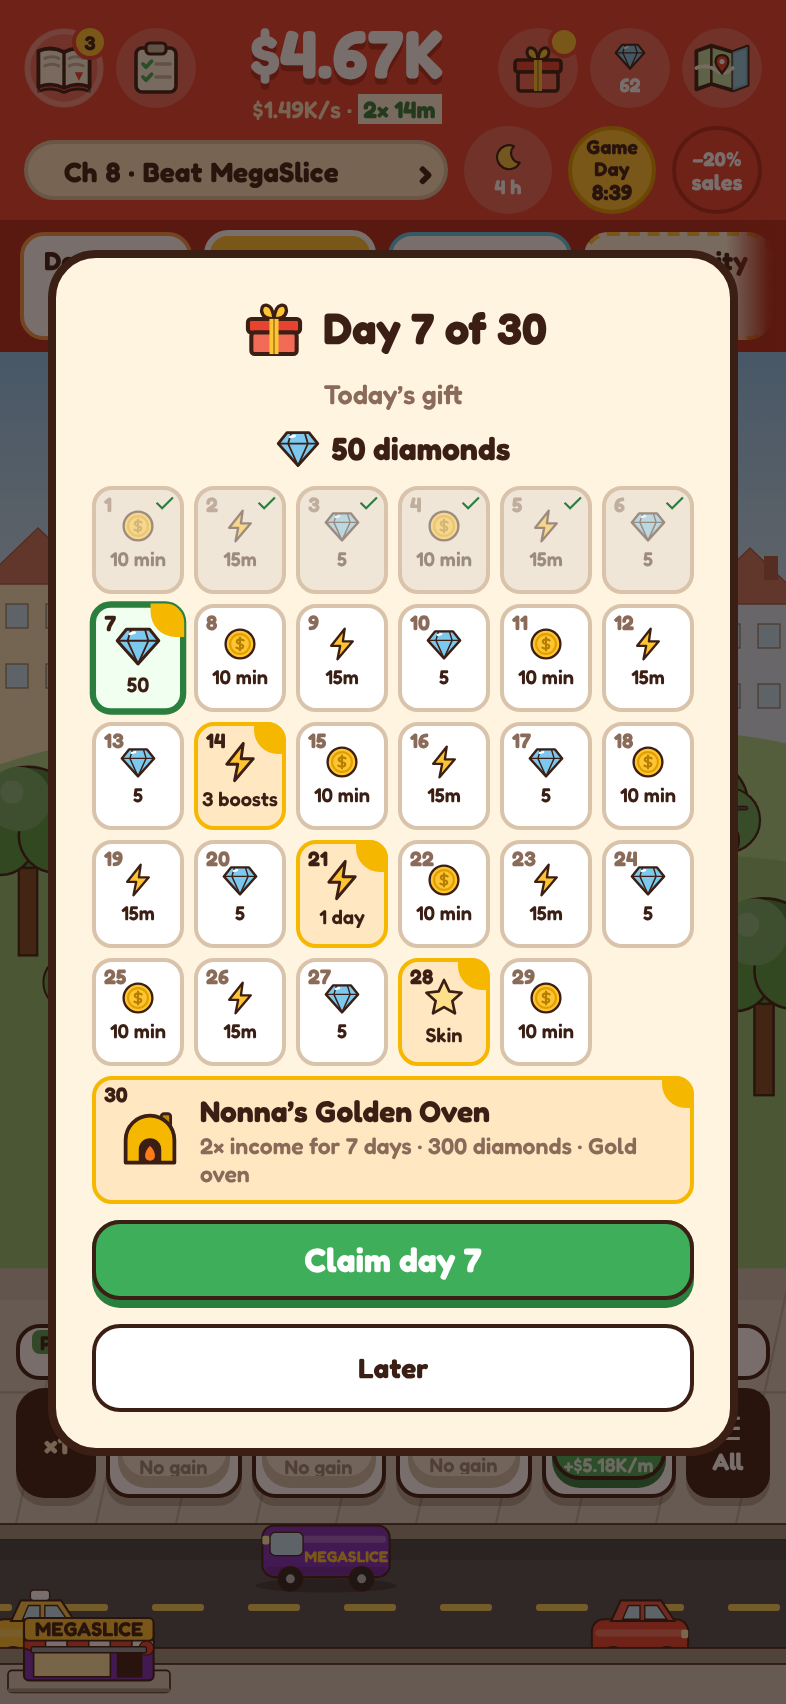 3
$4.67K
$1.49K/s · 2× 14m
62
Ch 8 · Beat MegaSlice
4 h
Game
Day
8:39
−20%
sales
Day 7 of 30
Today's gift
50 diamonds
1
10 min
2
15m
3
5
4
10 min
5
15m
6
5
7
50
8
10 min
9
15m
10
5
11
10 min
12
15m
13
5
14
3 boosts
15
10 min
16
15m
17
5
18
10 min
19
15m
20
5
21
1 day
22
10 min
23
15m
24
5
25
10 min
26
15m
27
5
28
Skin
29
10 min
30
Nonna's Golden Oven
2× income for 7 days · 300 diamonds · Gold
oven
Claim day 7
Later
No gain
No gain
No gain
+$5.18K/m
All
MEGASLICE
MEGASLICE